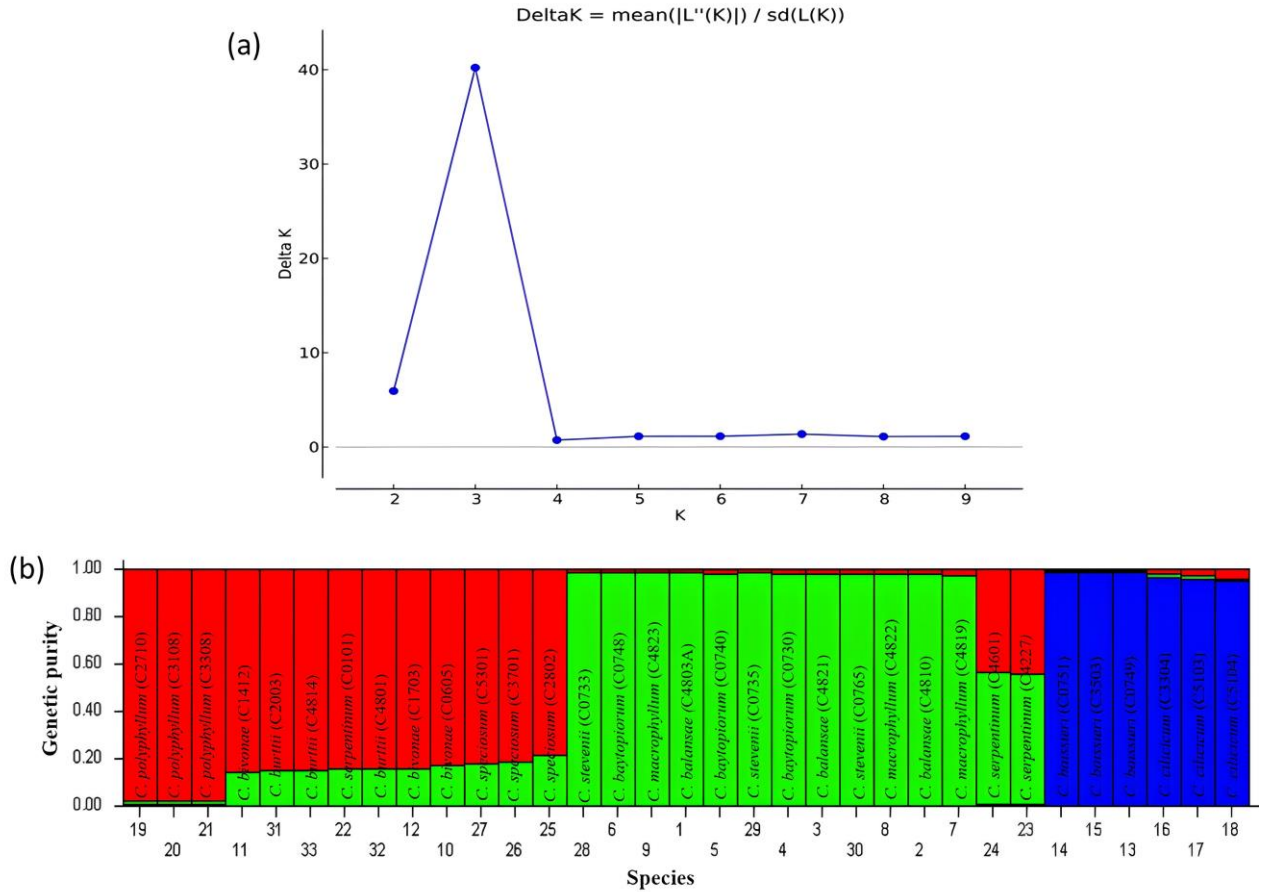 DeltaK = mean(|L''(K)|) / sd(L(K))
(a)
40
30
20
10
0
Delta K
2 3 4 5 6 7 8 9
K
(b)
Genetic purity
1.00
0.80
0.60
0.40
0.20
0.00
C. polyphyllum (C2710)
C. polyphyllum (C3108)
C. polyphyllum (C3308)
C. bivonae (C1412)
C. burttii (C2003)
C. burttii (C4814)
C. serpentinum (C0101)
C. burttii (C4801)
C. bivonae (C1703)
C. bivonae (C0605)
C. speciosum (C5301)
C. speciosum (C3701)
C. speciosum (C2802)
C. stevenii (C0733)
C. baytopiorum (C0748)
C. macrophyllum (C4823)
C. balansae (C4803A)
C. baytopiorum (C0740)
C. stevenii (C0735)
C. baytopiorum (C0730)
C. balansae (C4821)
C. stevenii (C0765)
C. macrophyllum (C4822)
C. balansae (C4810)
C. macrophyllum (C4819)
C. serpentinum (C4601)
C. serpentinum (C4227)
C. boissieri (C0751)
C. boissieri (C3503)
C. boissieri (C0749)
C. cilicicum (C3304)
C. cilicicum (C5103)
C. cilicicum (C5104)
19 21 31 22 12 27 25 6 1 29 3 8 7 23 15 16 18
20 11 33 32 10 26 28 9 5 4 30 2 24 14 13 17
Species